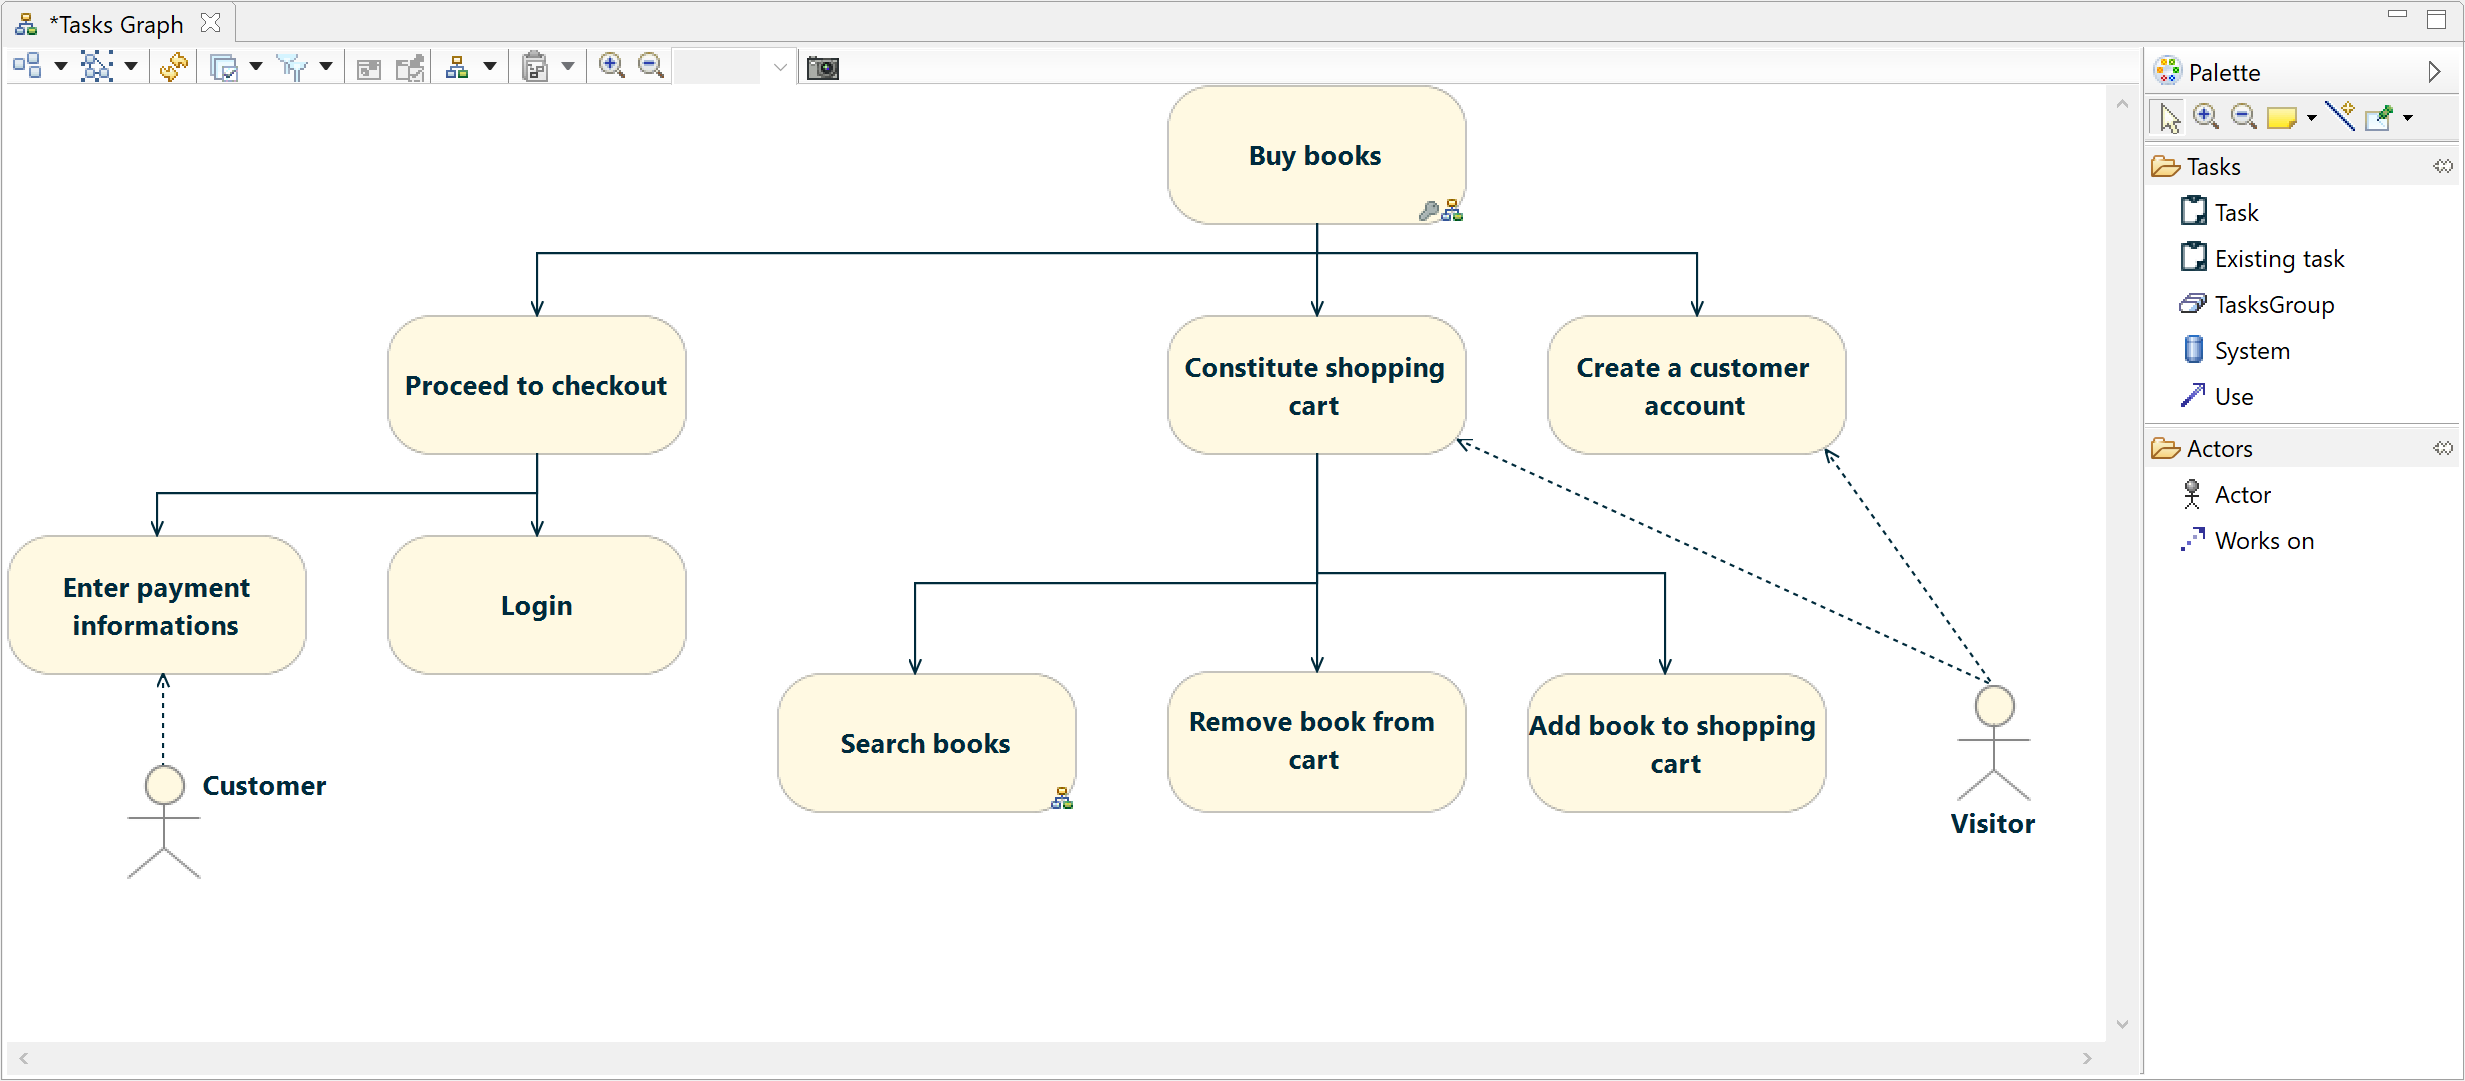 *Tasks Graph
Palette
Tasks
Task
Existing task
TasksGroup
System
Use
Actors
Actor
Works on
Buy books
Proceed to checkout
Constitute shopping
cart
Create a customer
account
Enter payment
informations
Login
Search books
Remove book from
cart
Add book to shopping
cart
Customer
Visitor